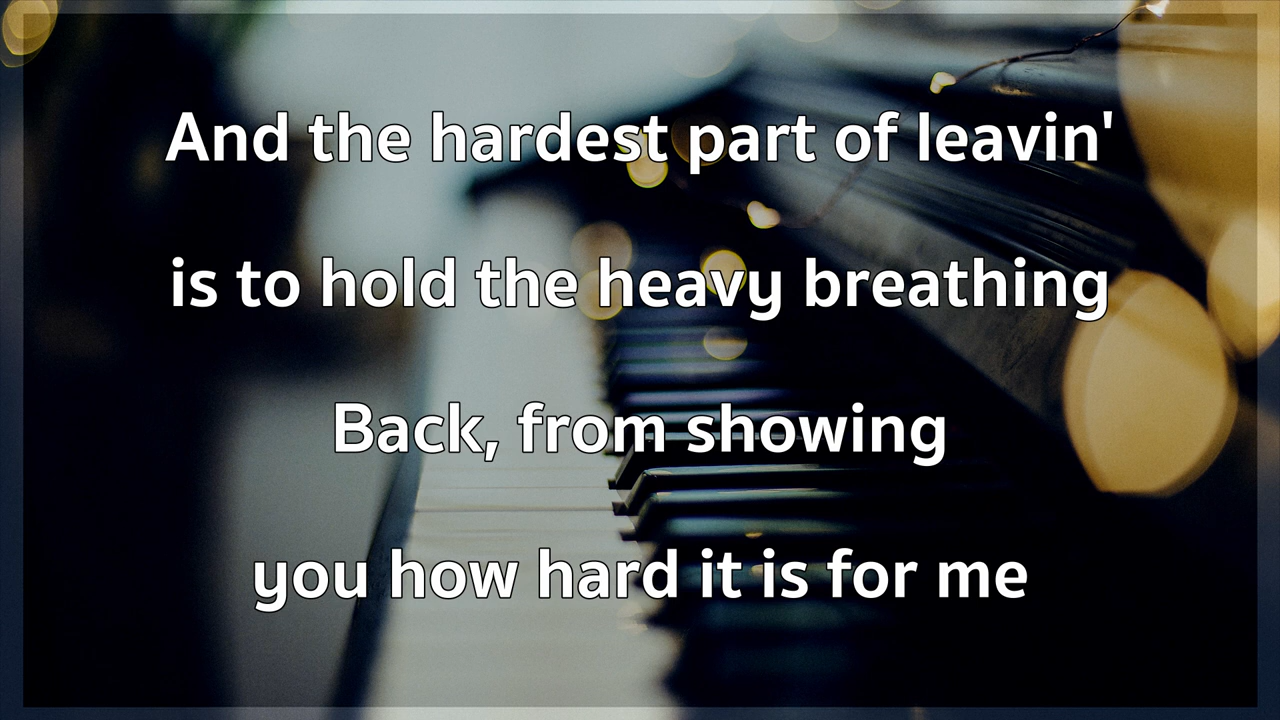 And the hardest part of leavin'
is to hold the heavy breathing
Back, from showing
you how hard it is for me